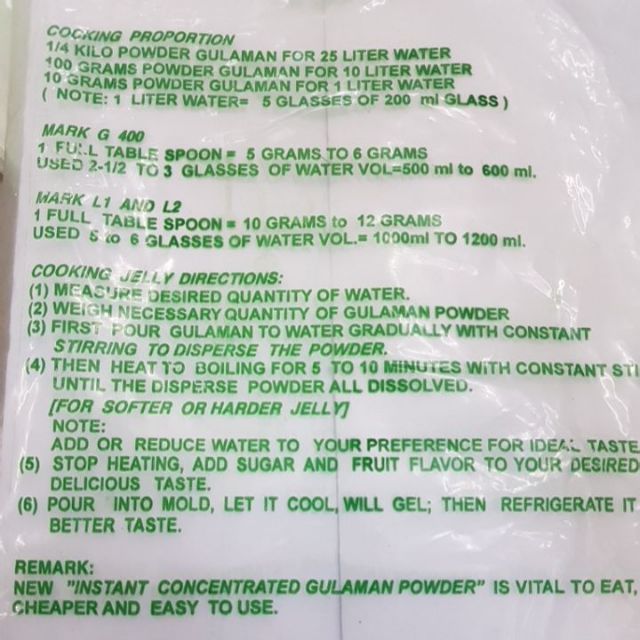 COOKING PROPORTION
1/4 KILO POWDER GULAMAN FOR 25 LITER WATER
100 GRAMS POWDER GULAMAN FOR 10 LITER WATER
10 GRAMS POWDER GULAMAN FOR 1 LITER WATER
( NOTE: 1 LITER WATER= 5 GLASSES OF 200 ml GLASS )
MARK G 400
1 FULL TABLE SPOON = 5 GRAMS TO 6 GRAMS
USED 2-1/2 TO 3 GLASSES OF WATER VOL=500 ml to 600 ml.
MARK L1 AND L2
1 FULL TABLE SPOON = 10 GRAMS to 12 GRAMS
USED 5 to 6 GLASSES OF WATER VOL.= 1000ml TO 1200 ml.
COOKING JELLY DIRECTIONS:
(1) MEASURE DESIRED QUANTITY OF WATER.
(2) WEIGH NECESSARY QUANTITY OF GULAMAN POWDER
(3) FIRST POUR GULAMAN TO WATER GRADUALLY WITH CONSTANT
STIRRING TO DISPERSE THE POWDER.
(4) THEN HEAT TO BOILING FOR 5 TO 10 MINUTES WITH CONSTANT STI
UNTIL THE DISPERSE POWDER ALL DISSOLVED.
[FOR SOFTER OR HARDER JELLY]
NOTE:
ADD OR REDUCE WATER TO YOUR PREFERENCE FOR IDEAL TASTE
(5) STOP HEATING, ADD SUGAR AND FRUIT FLAVOR TO YOUR DESIRED
DELICIOUS TASTE.
(6) POUR INTO MOLD, LET IT COOL, WILL GEL; THEN REFRIGERATE IT
BETTER TASTE.
REMARK:
NEW "INSTANT CONCENTRATED GULAMAN POWDER" IS VITAL TO EAT,
CHEAPER AND EASY TO USE.